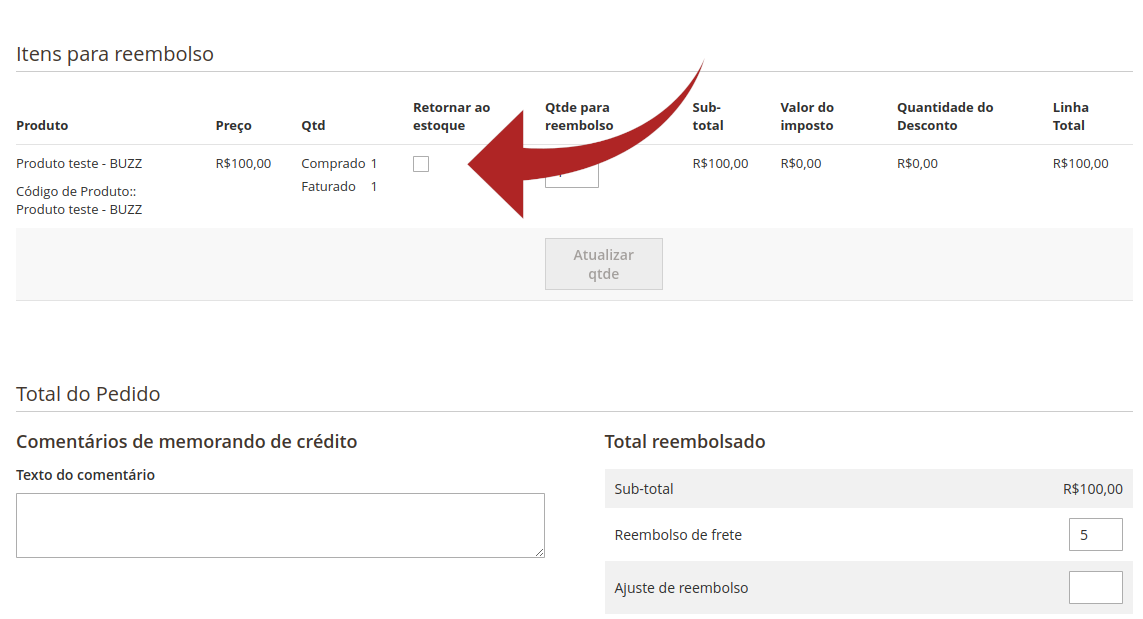 Itens para reembolso
Produto Preço Qtd Retornar ao estoque Qtde para reembolso Sub-total Valor do imposto Quantidade do Desconto Linha Total
Produto teste - BUZZ R$100,00 Comprado 1 R$100,00 R$0,00 R$0,00 R$100,00
Faturado 1
Código de Produto::
Produto teste - BUZZ
Atualizar
qtde
Total do Pedido
Comentários de memorando de crédito
Texto do comentário
Total reembolsado
Sub-total R$100,00
Reembolso de frete 5
Ajuste de reembolso